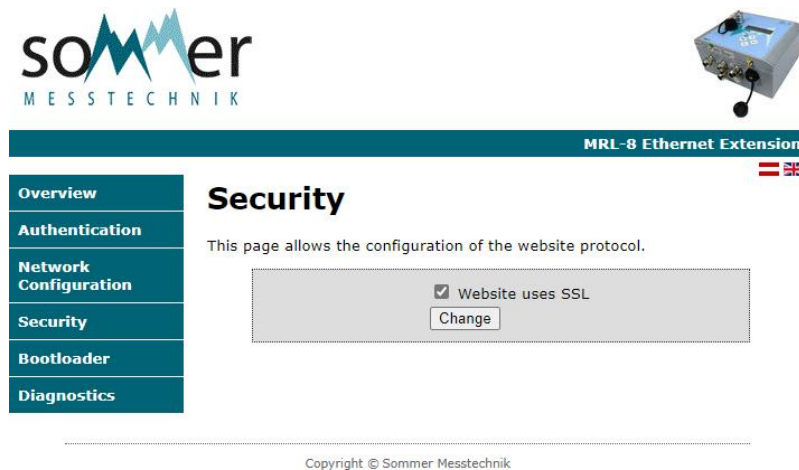 sommer
MESSTECHNIK
MRL-8 Ethernet Extension
Overview
Authentication
Network
Configuration
Security
Bootloader
Diagnostics
Security
This page allows the configuration of the website protocol.
Website uses SSL
Change
Copyright © Sommer Messtechnik